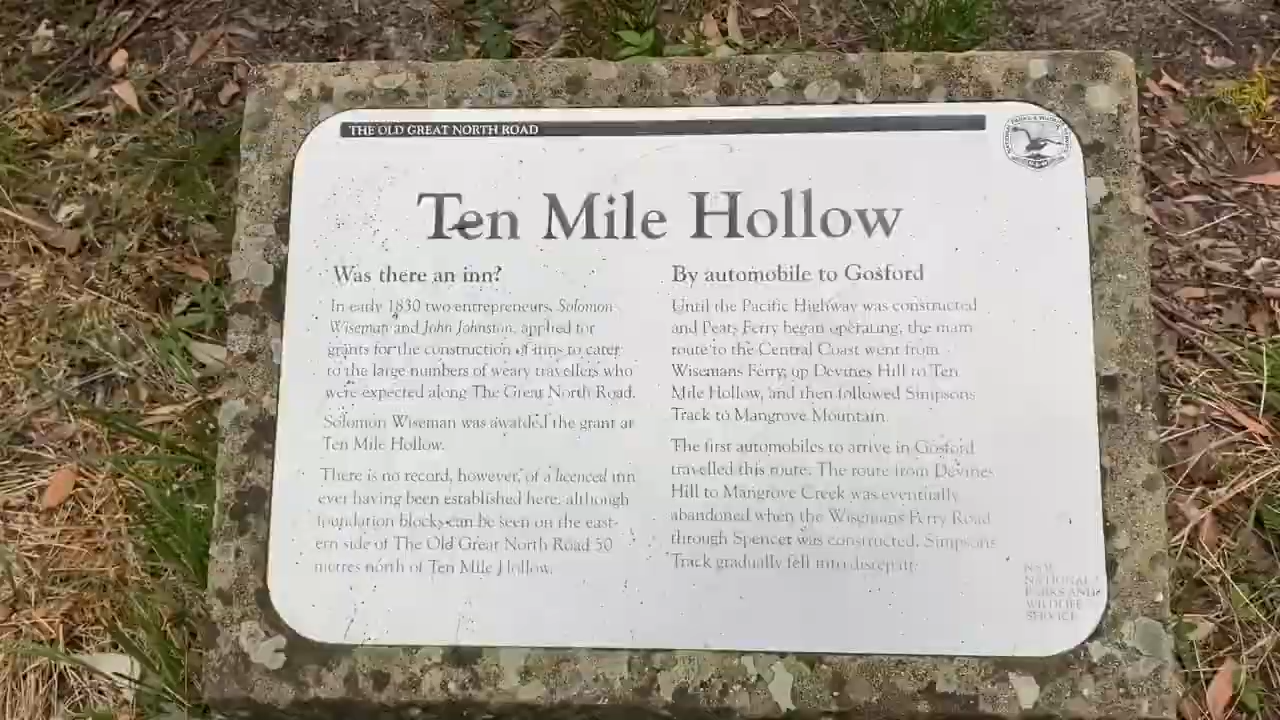 THE OLD GREAT NORTH ROAD
Ten Mile Hollow
Was there an inn?
In early 1830 two entrepreneurs, Solomon
Wiseman and John Johnston, applied for
grants for the construction of inns to cater
to the large numbers of weary travellers who
were expected along The Great North Road.
Solomon Wiseman was awarded the grant at
Ten Mile Hollow.
There is no record, however, of a licenced inn
ever having been established here, although
foundation blocks can be seen on the east-
ern side of The Old Great North Road 50
metres north of Ten Mile Hollow.
By automobile to Gosford
Until the Pacific Highway was constructed
and Peats Ferry began operating, the main
route to the Central Coast went from
Wisemans Ferry, up Devines Hill to Ten
Mile Hollow, and then followed Simpsons
Track to Mangrove Mountain.
The first automobiles to arrive in Gosford
travelled this route. The route from Devines
Hill to Mangrove Creek was eventually
abandoned when the Wisemans Ferry Road
through Spencer was constructed. Simpsons
Track gradually fell into disrepair.
NSW
NATIONAL
PARKS AND
WILDLIFE
SERVICE